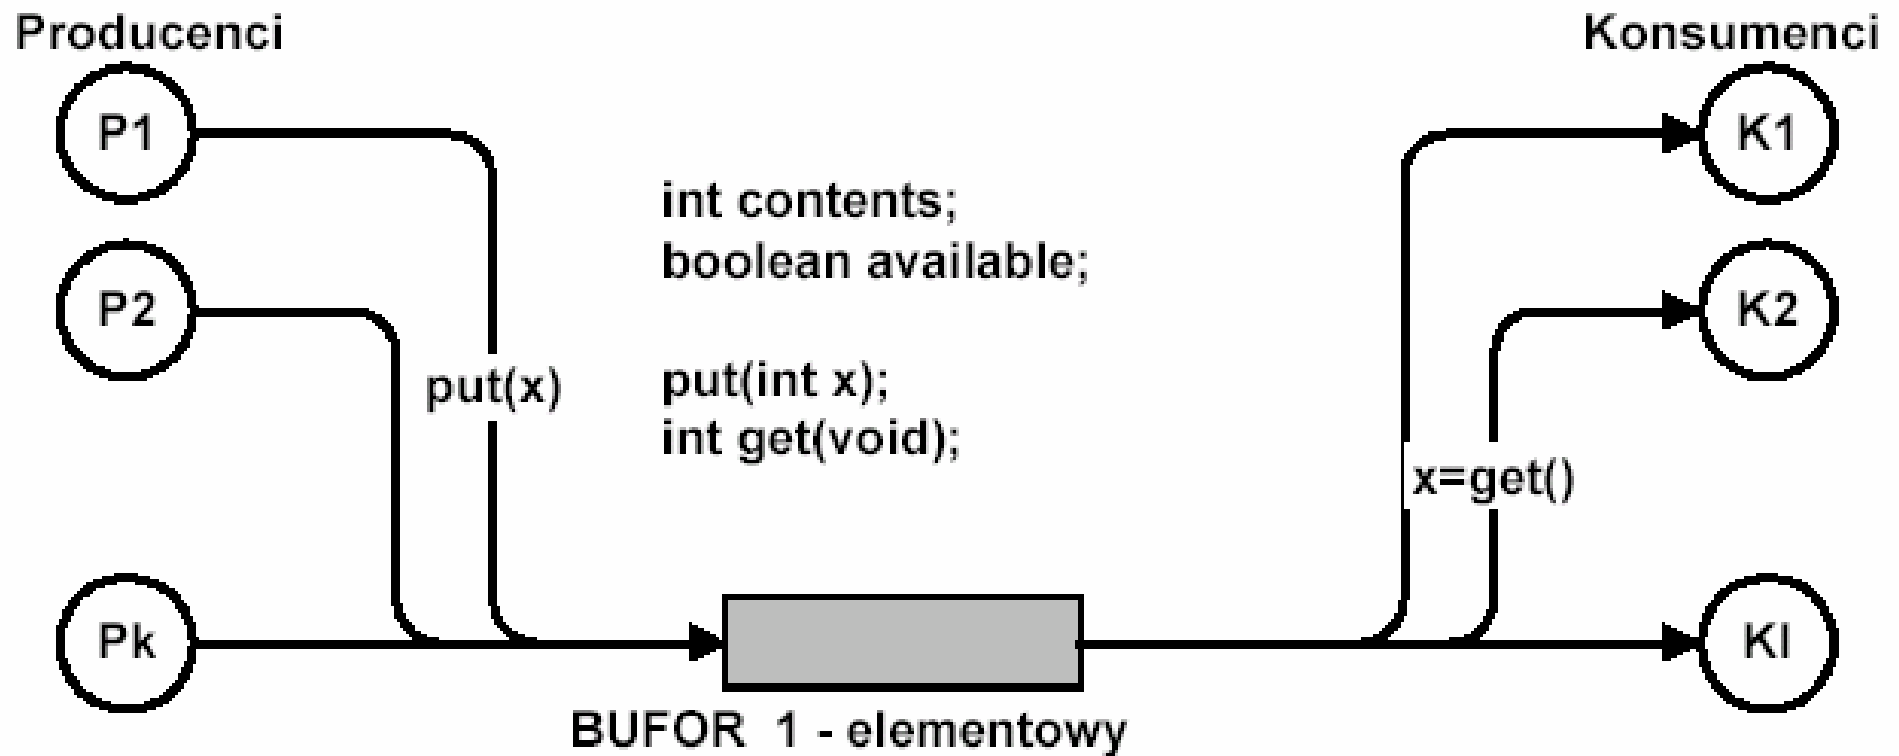 Producenci
Konsumenci
P1
K1
int contents;
boolean available;
P2
K2
put(x)
put(int x);
int get(void);
x=get()
Pk
Kl
BUFOR 1 - elementowy